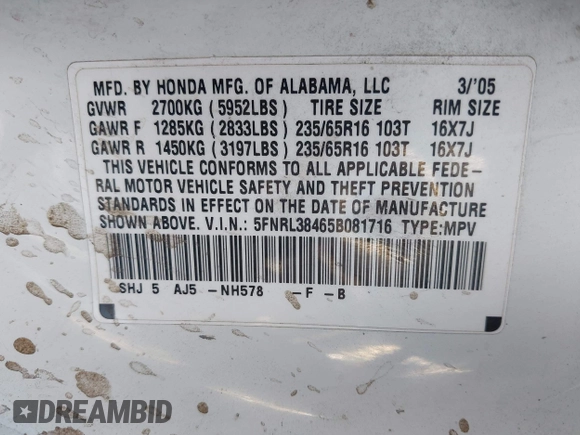 MFD. BY HONDA MFG. OF ALABAMA, LLC 3/'05
GVWR 2700KG (5952LBS) TIRE SIZE RIM SIZE
GAWR F 1285KG (2833LBS) 235/65R16 103T 16X7J
GAWR R 1450KG (3197LBS) 235/65R16 103T 16X7J
THIS VEHICLE CONFORMS TO ALL APPLICABLE FEDE-
RAL MOTOR VEHICLE SAFETY AND THEFT PREVENTION
STANDARDS IN EFFECT ON THE DATE OF MANUFACTURE
SHOWN ABOVE. V.I.N.: 5FNRL38465B081716 TYPE:MPV
SHJ 5 AJ5 -NH578 -F -B
DREAMBID